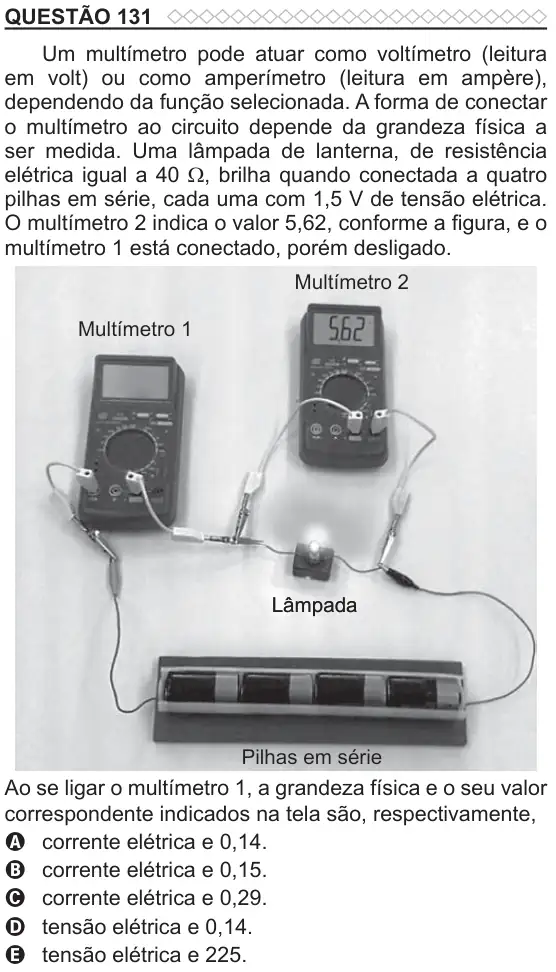 QUESTÃO 131
Um multímetro pode atuar como voltímetro (leitura
em volt) ou como amperímetro (leitura em ampère),
dependendo da função selecionada. A forma de conectar
o multímetro ao circuito depende da grandeza física a
ser medida. Uma lâmpada de lanterna, de resistência
elétrica igual a 40 Ω, brilha quando conectada a quatro
pilhas em série, cada uma com 1,5 V de tensão elétrica.
O multímetro 2 indica o valor 5,62, conforme a figura, e o
multímetro 1 está conectado, porém desligado.
Multímetro 2
Multímetro 1
5.62
Lâmpada
Pilhas em série
Ao se ligar o multímetro 1, a grandeza física e o seu valor
correspondente indicados na tela são, respectivamente,
A corrente elétrica e 0,14.
B corrente elétrica e 0,15.
C corrente elétrica e 0,29.
D tensão elétrica e 0,14.
E tensão elétrica e 225.